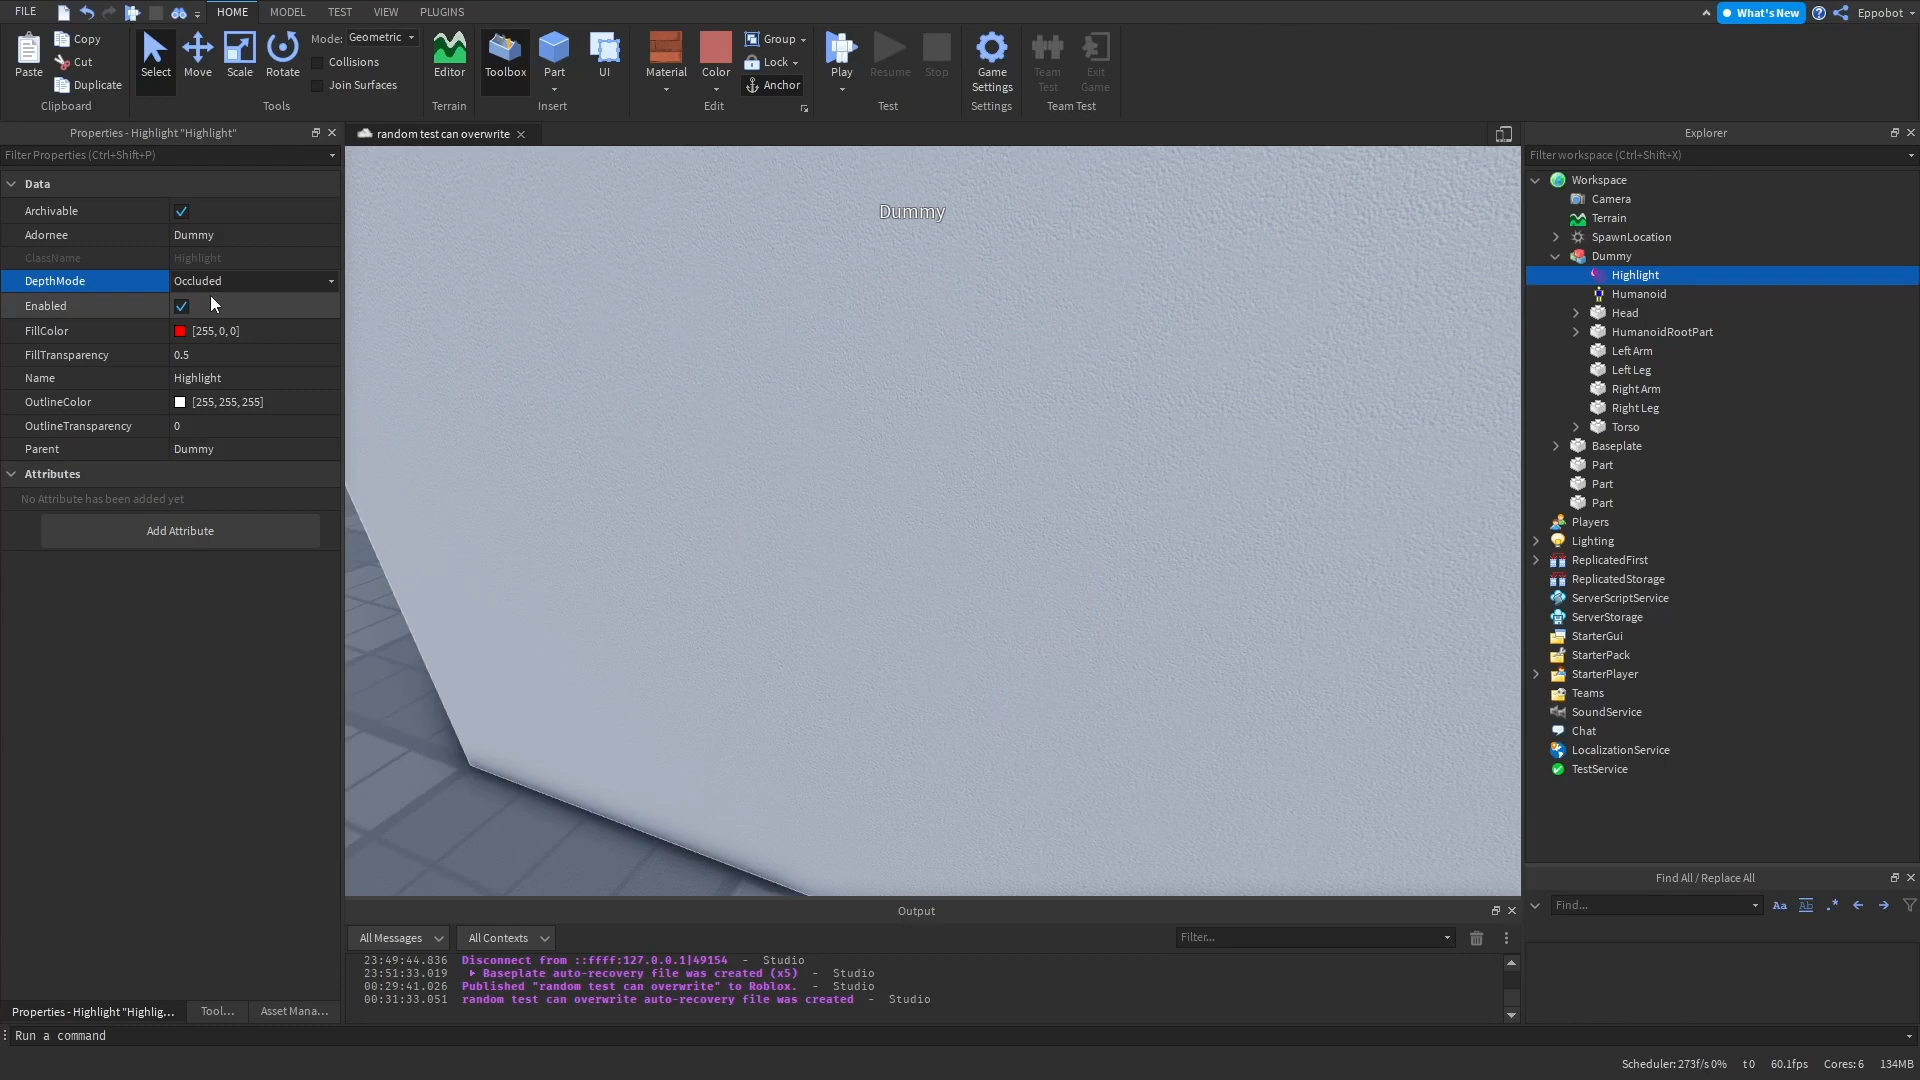 FILE HOME MODEL TEST VIEW PLUGINS What's New Eppobot
Paste Copy Cut Duplicate Clipboard
Select Move Scale Rotate Mode: Geometric Collisions Join Surfaces Tools
Editor Terrain
Toolbox Part UI Insert
Material Color Group Lock Anchor Edit
Play Resume Stop Test
Game Settings Settings
Team Test Exit Game Team Test
Properties - Highlight "Highlight"
Filter Properties (Ctrl+Shift+P)
Data
Archivable
Adornee Dummy
ClassName Highlight
DepthMode Occluded
Enabled
FillColor [255, 0, 0]
FillTransparency 0.5
Name Highlight
OutlineColor [255, 255, 255]
OutlineTransparency 0
Parent Dummy
Attributes
No Attribute has been added yet
Add Attribute
Properties - Highlight "Highlig... Tool... Asset Mana...
random test can overwrite
Dummy
Output
All Messages All Contexts Filter...
23:49:44.836 Disconnect from ::ffff:127.0.0.1|49154 - Studio
23:51:33.019 Baseplate auto-recovery file was created (x5) - Studio
00:29:41.026 Published "random test can overwrite" to Roblox. - Studio
00:31:33.051 random test can overwrite auto-recovery file was created - Studio
Explorer
Filter workspace (Ctrl+Shift+X)
Workspace
Camera
Terrain
SpawnLocation
Dummy
Highlight
Humanoid
Head
HumanoidRootPart
Left Arm
Left Leg
Right Arm
Right Leg
Torso
Baseplate
Part
Part
Part
Players
Lighting
ReplicatedFirst
ReplicatedStorage
ServerScriptService
ServerStorage
StarterGui
StarterPack
StarterPlayer
Teams
SoundService
Chat
LocalizationService
TestService
Find All / Replace All
Find... Aa Ab .*
Run a command
Scheduler: 273f/s 0% t 0 60.1fps Cores: 6 134MB